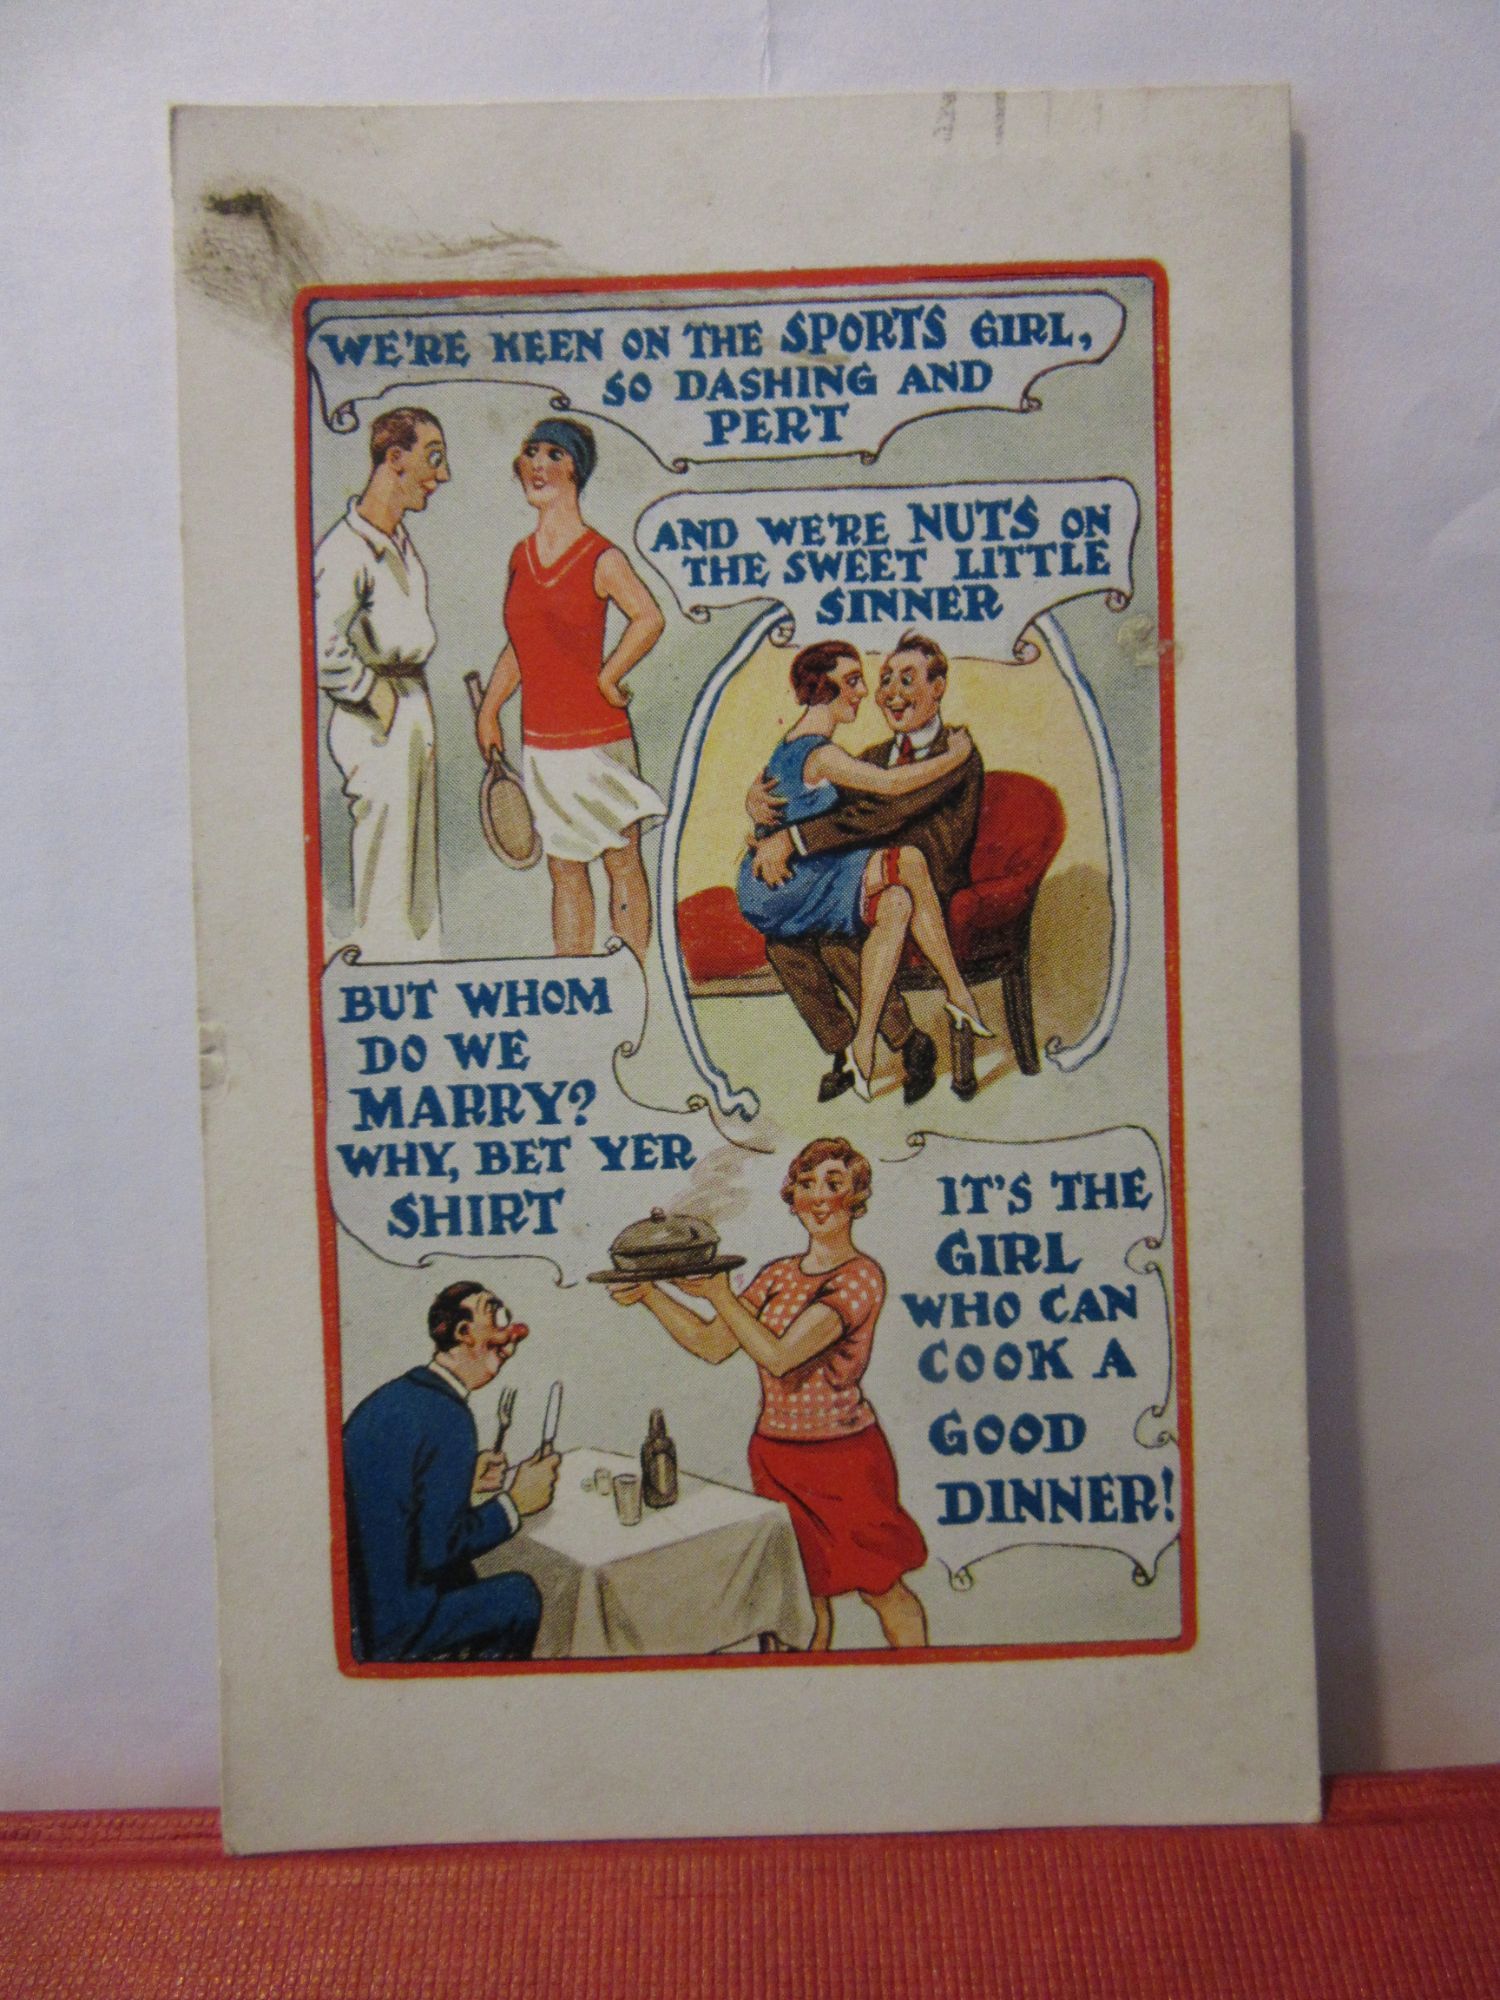 WE'RE KEEN ON THE SPORTS GIRL,
SO DASHING AND
PERT
AND WE'RE NUTS ON
THE SWEET LITTLE
SINNER
BUT WHOM
DO WE
MARRY?
WHY, BET YER
SHIRT
IT'S THE
GIRL
WHO CAN
COOK A
GOOD
DINNER!